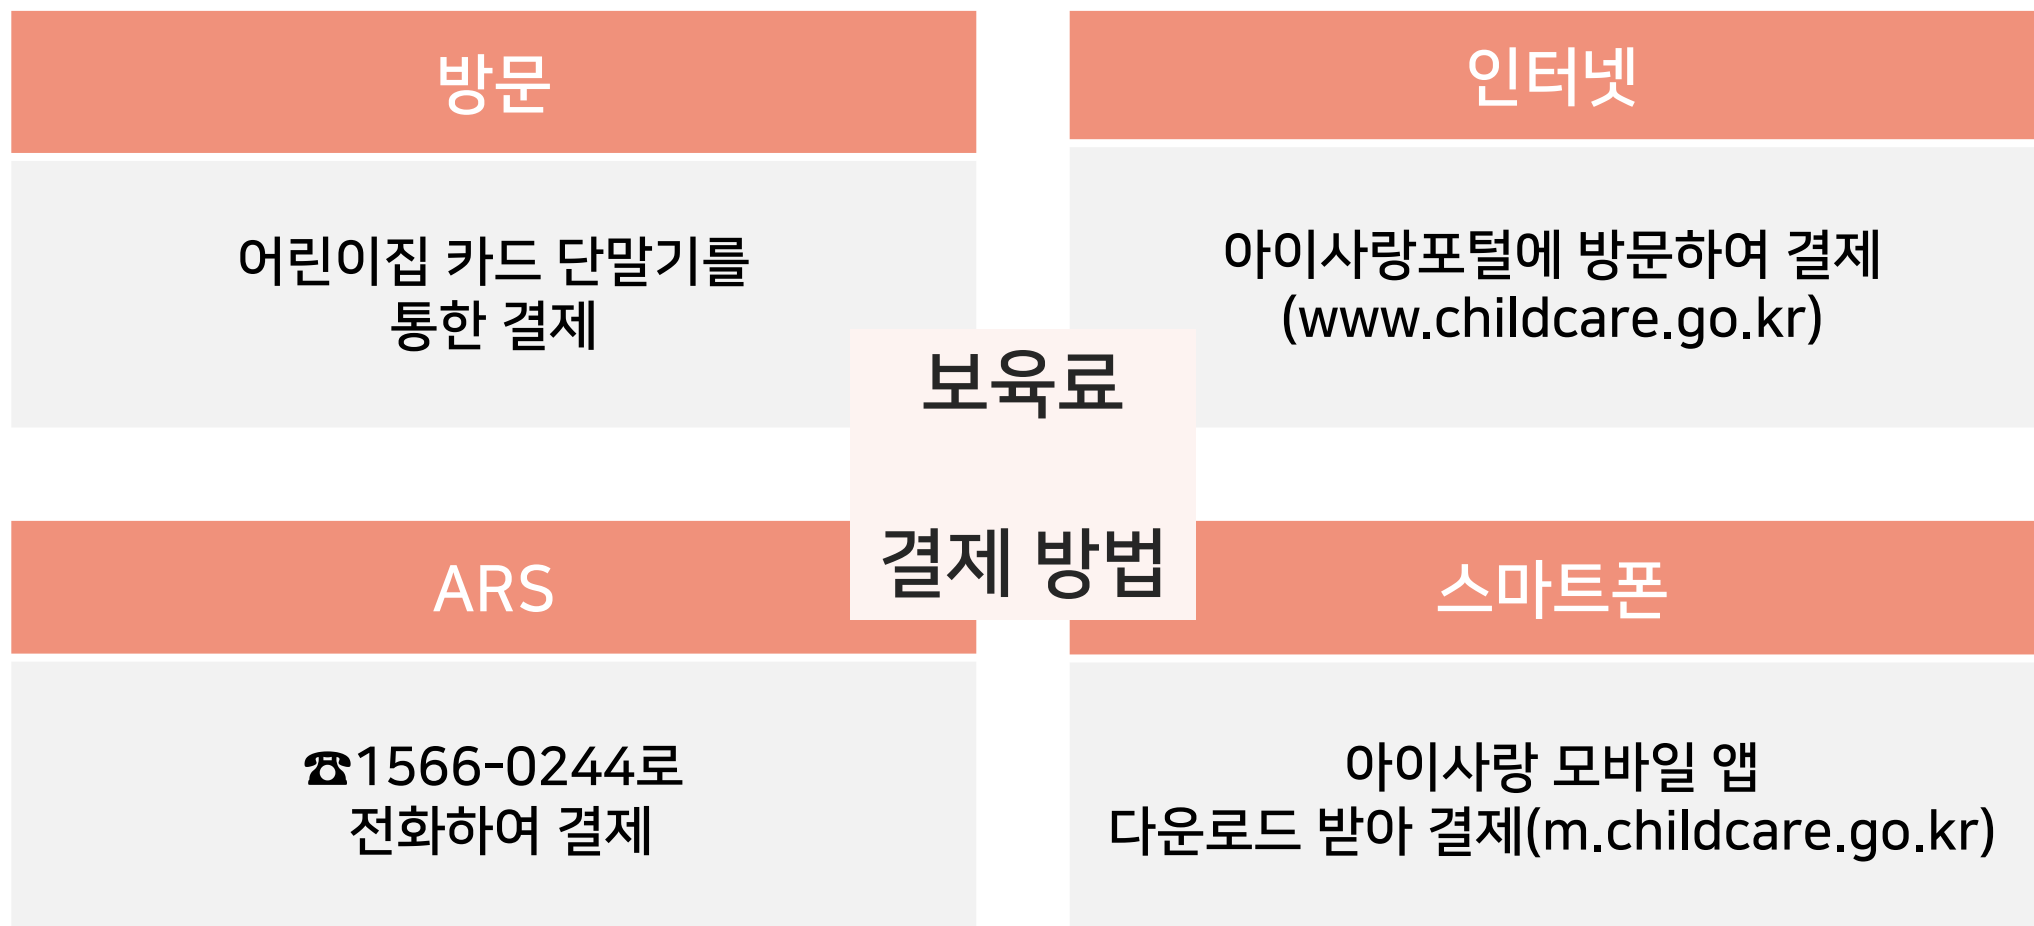 방문
어린이집 카드 단말기를
통한 결제
인터넷
아이사랑포털에 방문하여 결제
(www.childcare.go.kr)
보육료
결제 방법
ARS
☎1566-0244로
전화하여 결제
스마트폰
아이사랑 모바일 앱
다운로드 받아 결제(m.childcare.go.kr)